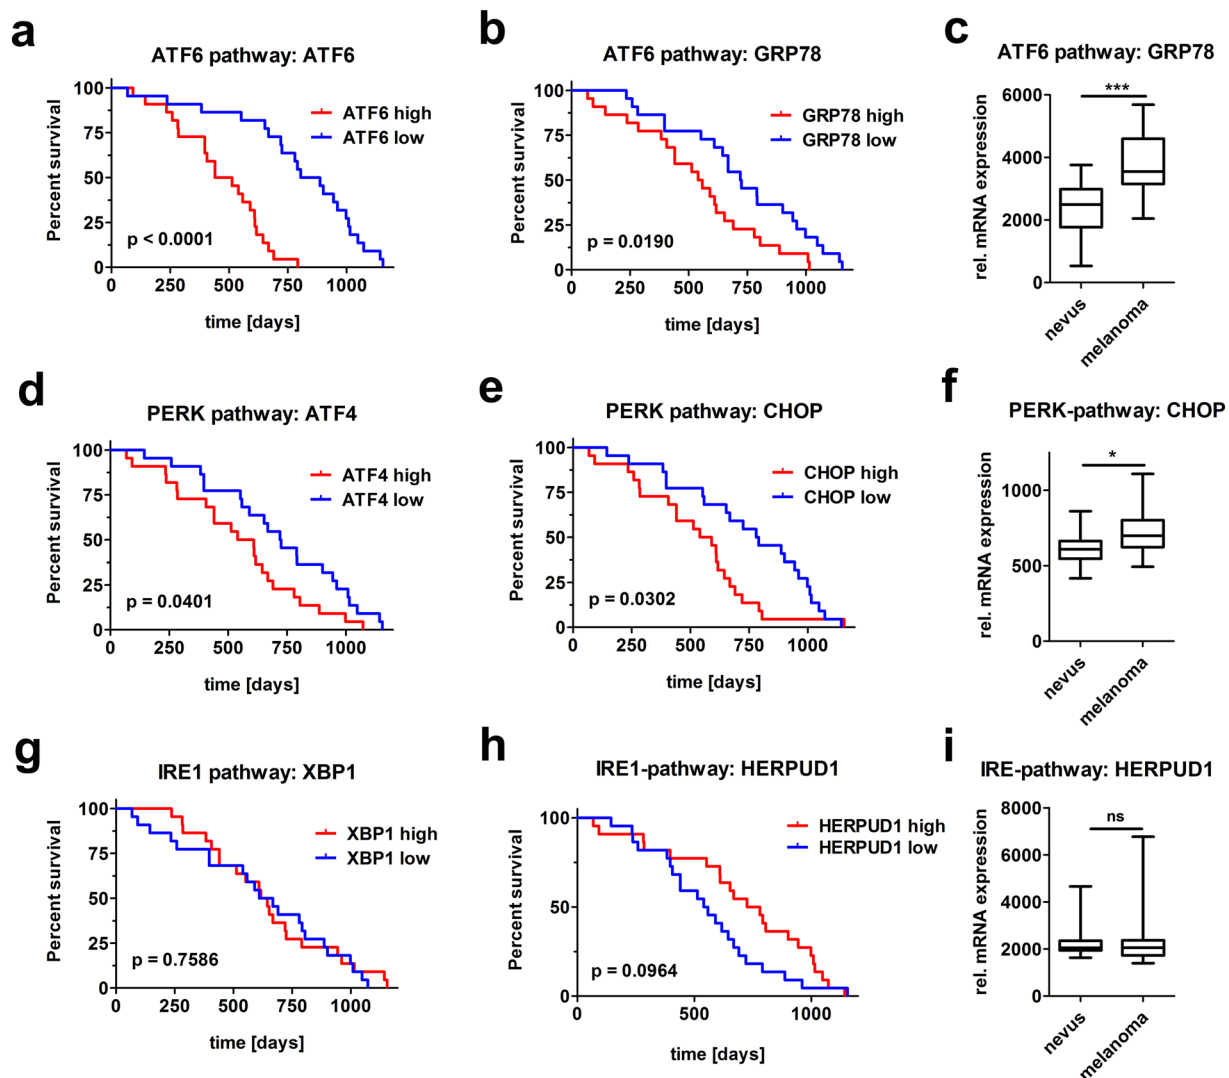 a
ATF6 pathway: ATF6
Percent survival
100
75
50
25
0
ATF6 high
ATF6 low
p < 0.0001
0 250 500 750 1000
time [days]
b
ATF6 pathway: GRP78
Percent survival
100
75
50
25
0
GRP78 high
GRP78 low
p = 0.0190
0 250 500 750 1000
time [days]
c
ATF6 pathway: GRP78
rel. mRNA expression
6000
4000
2000
0
***
nevus
melanoma
d
PERK pathway: ATF4
Percent survival
100
75
50
25
0
ATF4 high
ATF4 low
p = 0.0401
0 250 500 750 1000
time [days]
e
PERK pathway: CHOP
Percent survival
100
75
50
25
0
CHOP high
CHOP low
p = 0.0302
0 250 500 750 1000
time [days]
f
PERK-pathway: CHOP
rel. mRNA expression
1000
500
0
*
nevus
melanoma
g
IRE1 pathway: XBP1
Percent survival
100
75
50
25
0
XBP1 high
XBP1 low
p = 0.7586
0 250 500 750 1000
time [days]
h
IRE1-pathway: HERPUD1
Percent survival
100
75
50
25
0
HERPUD1 high
HERPUD1 low
p = 0.0964
0 500 1000
time [days]
i
IRE-pathway: HERPUD1
rel. mRNA expression
8000
6000
4000
2000
0
ns
nevus
melanoma